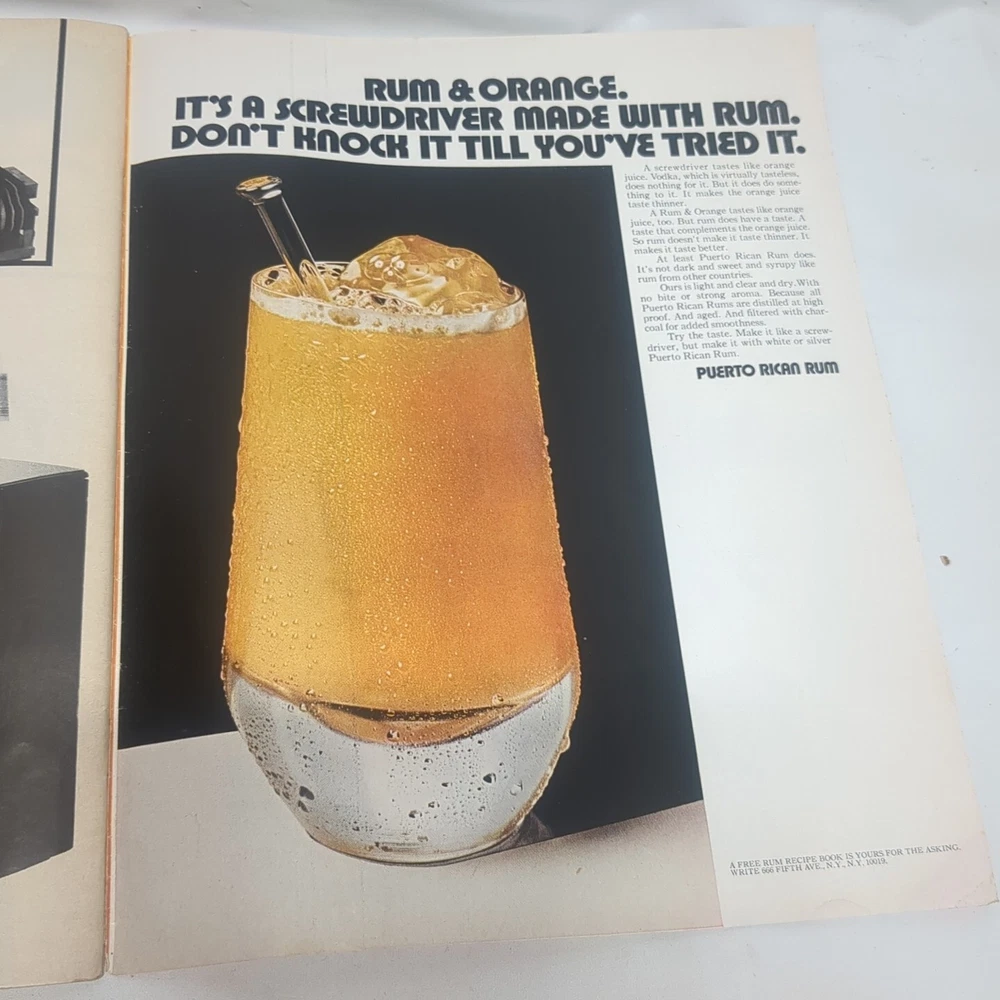 RUM & ORANGE.
IT'S A SCREWDRIVER MADE WITH RUM.
DON'T KNOCK IT TILL YOU'VE TRIED IT.
A screwdriver tastes like orange
juice. Vodka, which is virtually tasteless,
does nothing for it. But it does do some-
thing to it. It makes the orange juice
taste thinner.
A Rum & Orange tastes like orange
juice, too. But rum does have a taste. A
taste that complements the orange juice.
So rum doesn't make it taste thinner. It
makes it taste better.
At least Puerto Rican Rum does.
It's not dark and sweet and syrupy like
rum from other countries.
Ours is light and clear and dry. With
no bite or strong aroma. Because all
Puerto Rican Rums are distilled at high
proof. And aged. And filtered with char-
coal for added smoothness.
Try the taste. Make it like a screw-
driver, but make it with white or silver
Puerto Rican Rum.
PUERTO RICAN RUM
A FREE RUM RECIPE BOOK IS YOURS FOR THE ASKING.
WRITE 666 FIFTH AVE., N.Y., N.Y. 10019.